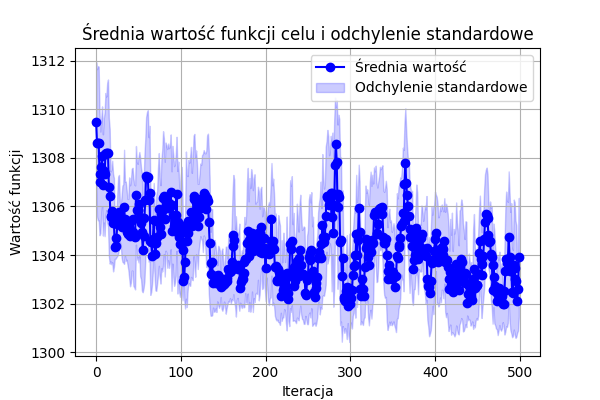 Średnia wartość funkcji celu i odchylenie standardowe
Średnia wartość
Odchylenie standardowe
Wartość funkcji
1312
1310
1308
1306
1304
1302
1300
0 100 200 300 400 500
Iteracja